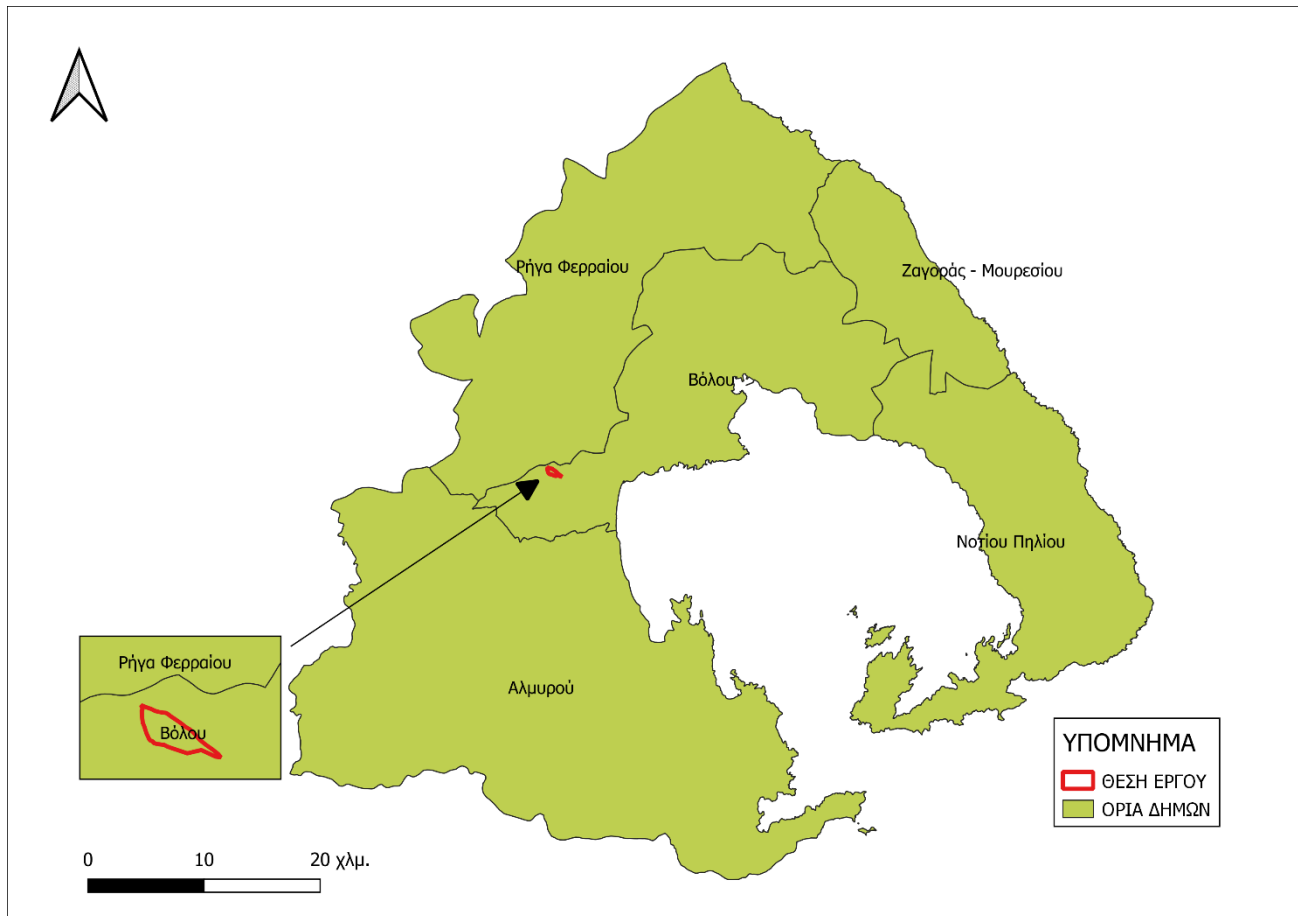 Ρήγα Φερραίου
Ζαγοράς - Μουρεσίου
Βόλου
Νοτίου Πηλίου
Ρήγα Φερραίου
Βόλου
Αλμυρού
ΥΠΟΜΝΗΜΑ
ΘΕΣΗ ΕΡΓΟΥ
ΟΡΙΑ ΔΗΜΩΝ
0 10 20 χλμ.